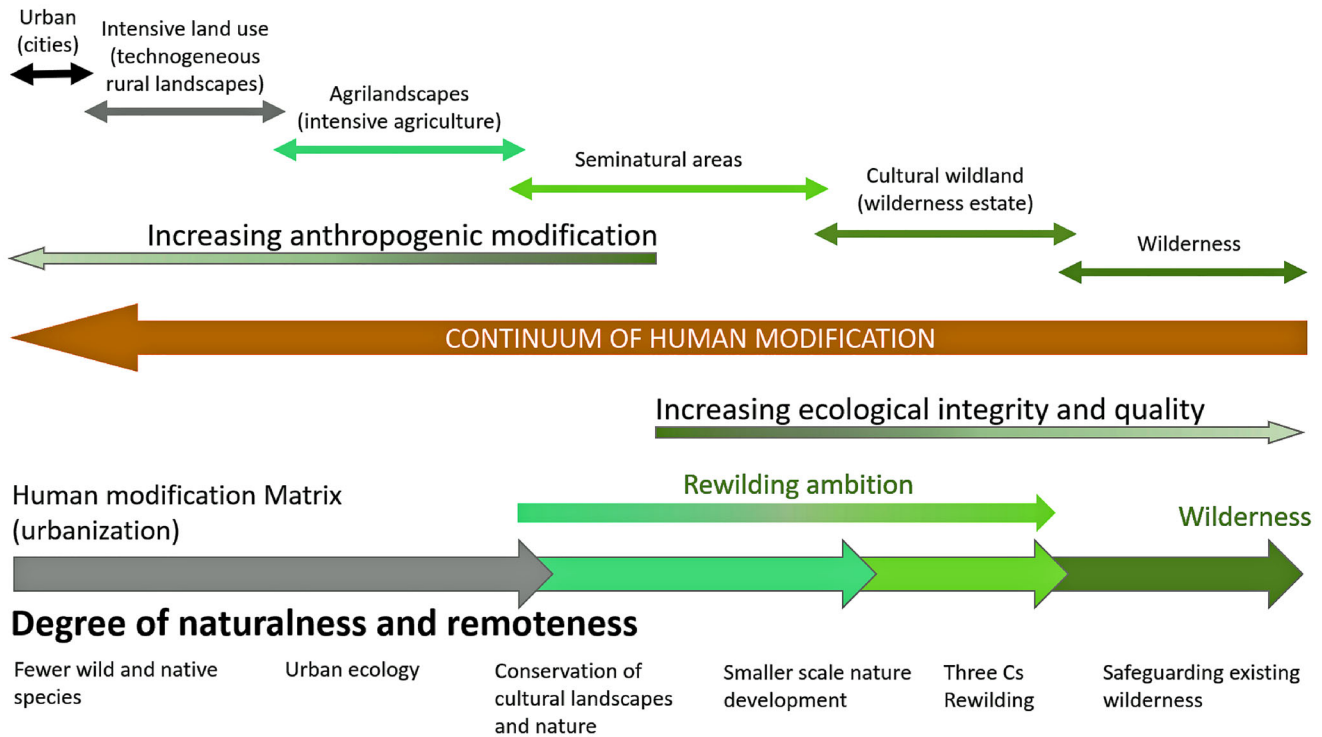 Urban
(cities)
Intensive land use
(technogeneous
rural landscapes)
Agrilandscapes
(intensive agriculture)
Seminatural areas
Cultural wildland
(wilderness estate)
Wilderness
Increasing anthropogenic modification
CONTINUUM OF HUMAN MODIFICATION
Increasing ecological integrity and quality
Human modification Matrix
(urbanization)
Rewilding ambition
Wilderness
Degree of naturalness and remoteness
Fewer wild and native
species
Urban ecology
Conservation of
cultural landscapes
and nature
Smaller scale nature
development
Three Cs
Rewilding
Safeguarding existing
wilderness